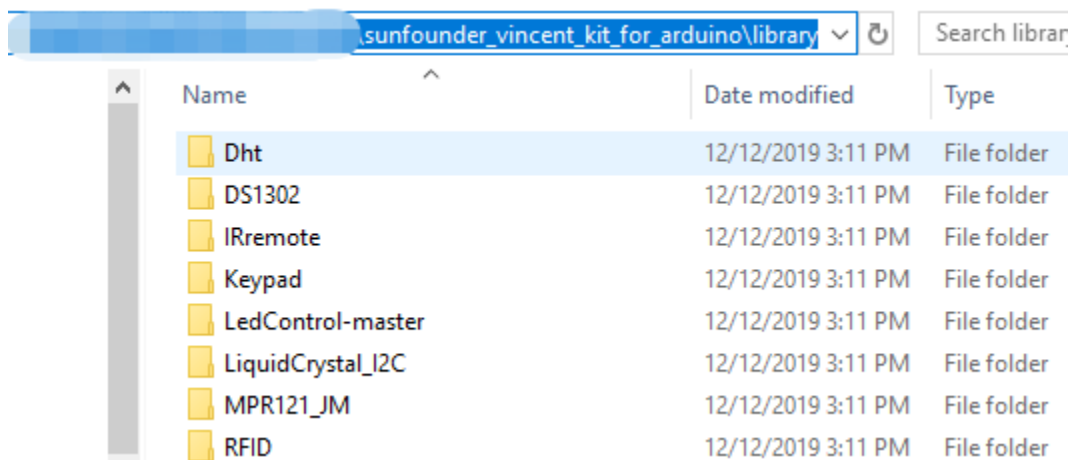 \sunfounder_vincent_kit_for_arduino\library Search library
Name Date modified Type
Dht 12/12/2019 3:11 PM File folder
DS1302 12/12/2019 3:11 PM File folder
IRremote 12/12/2019 3:11 PM File folder
Keypad 12/12/2019 3:11 PM File folder
LedControl-master 12/12/2019 3:11 PM File folder
LiquidCrystal_I2C 12/12/2019 3:11 PM File folder
MPR121_JM 12/12/2019 3:11 PM File folder
RFID 12/12/2019 3:11 PM File folder